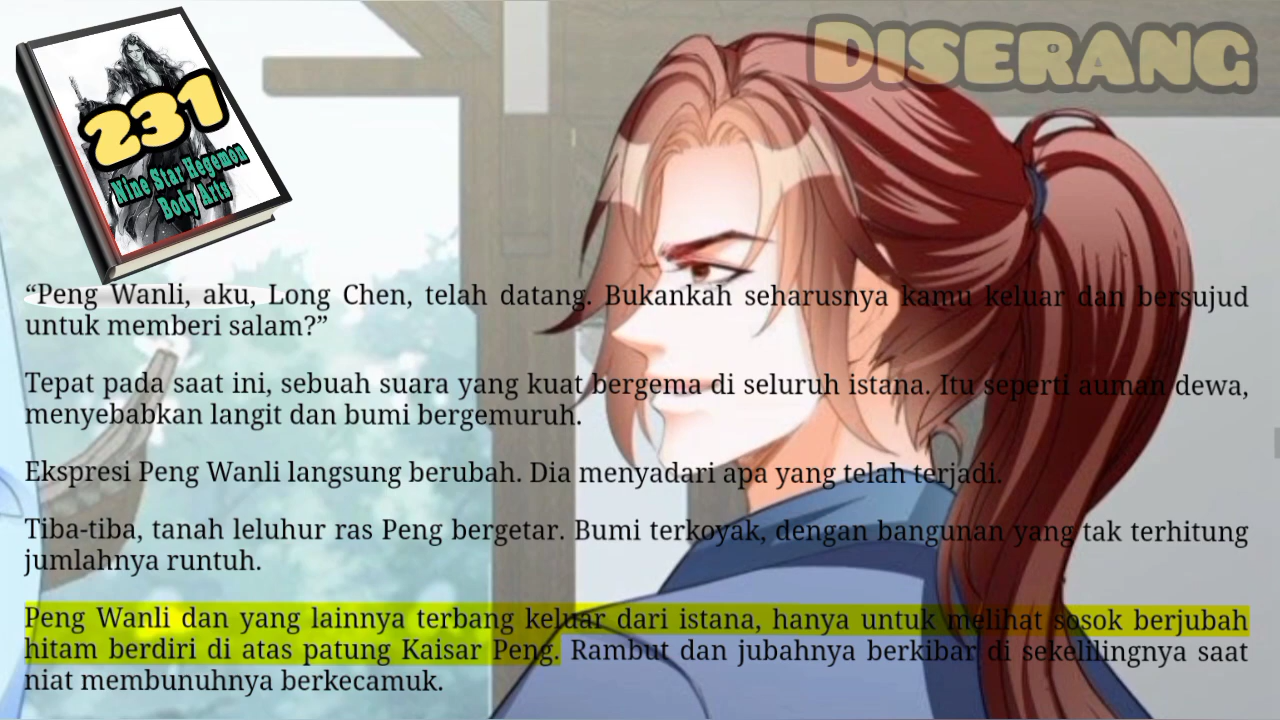 DISERANG
231
Nine Star Hegemon
Body Arts
“Peng Wanli, aku, Long Chen, telah datang. Bukankah seharusnya kamu keluar dan bersujud
untuk memberi salam?”
Tepat pada saat ini, sebuah suara yang kuat bergema di seluruh istana. Itu seperti auman dewa,
menyebabkan langit dan bumi bergemuruh.
Ekspresi Peng Wanli langsung berubah. Dia menyadari apa yang telah terjadi.
Tiba-tiba, tanah leluhur ras Peng bergetar. Bumi terkoyak, dengan bangunan yang tak terhitung
jumlahnya runtuh.
Peng Wanli dan yang lainnya terbang keluar dari istana, hanya untuk melihat sosok berjubah
hitam berdiri di atas patung Kaisar Peng. Rambut dan jubahnya berkibar di sekelilingnya saat
niat membunuhnya berkecamuk.